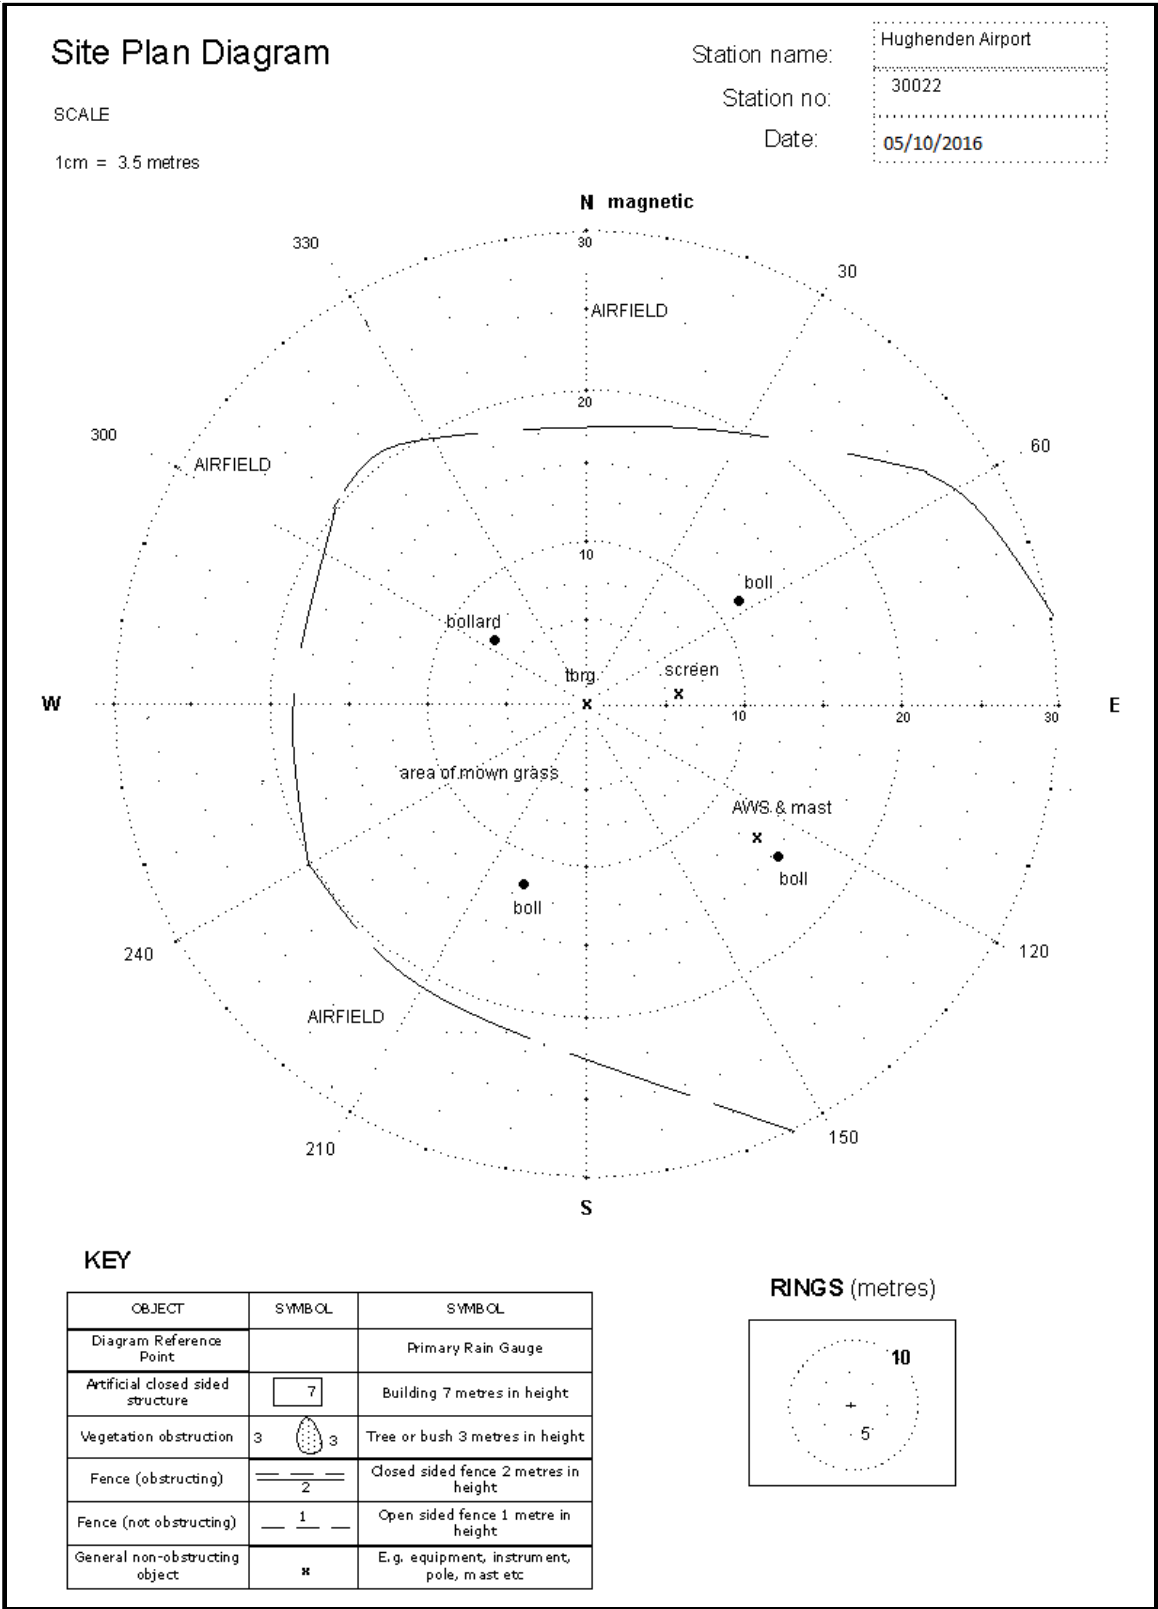 Site Plan Diagram
Station name: Hughenden Airport
Station no: 30022
Date: 05/10/2016
SCALE
1cm = 3.5 metres
N magnetic
330
30
30
AIRFIELD
20
300
60
AIRFIELD
10
boll
bollard
tbrg
screen
x
x
W
10
20
30
E
area of mown grass
AWS & mast
x
boll
boll
240
120
AIRFIELD
210
150
S
KEY
OBJECT SYMBOL SYMBOL
Diagram Reference
Point
Primary Rain Gauge
Artificial closed sided
structure
7
Building 7 metres in height
Vegetation obstruction 3 3 Tree or bush 3 metres in height
Fence (obstructing)
2
Closed sided fence 2 metres in
height
Fence (not obstructing)
1
Open sided fence 1 metre in
height
General non-obstructing
object
x
E.g. equipment, instrument,
pole, mast etc
RINGS (metres)
10
5